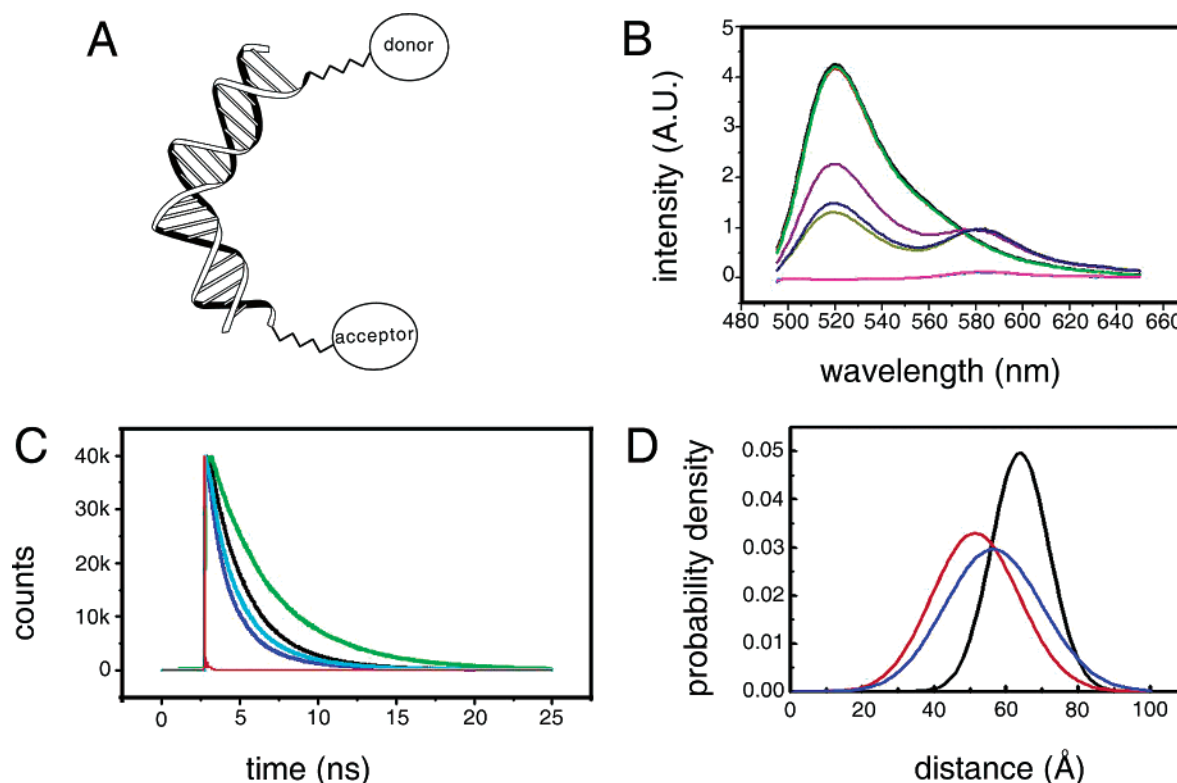 A
donor
acceptor
B
intensity (A.U.)
5
4
3
2
1
0
480 500 520 540 560 580 600 620 640 660
wavelength (nm)
C
counts
40k
30k
20k
10k
0
0 5 10 15 20 25
time (ns)
D
probability density
0.05
0.04
0.03
0.02
0.01
0.00
0 20 40 60 80 100
distance (Å)